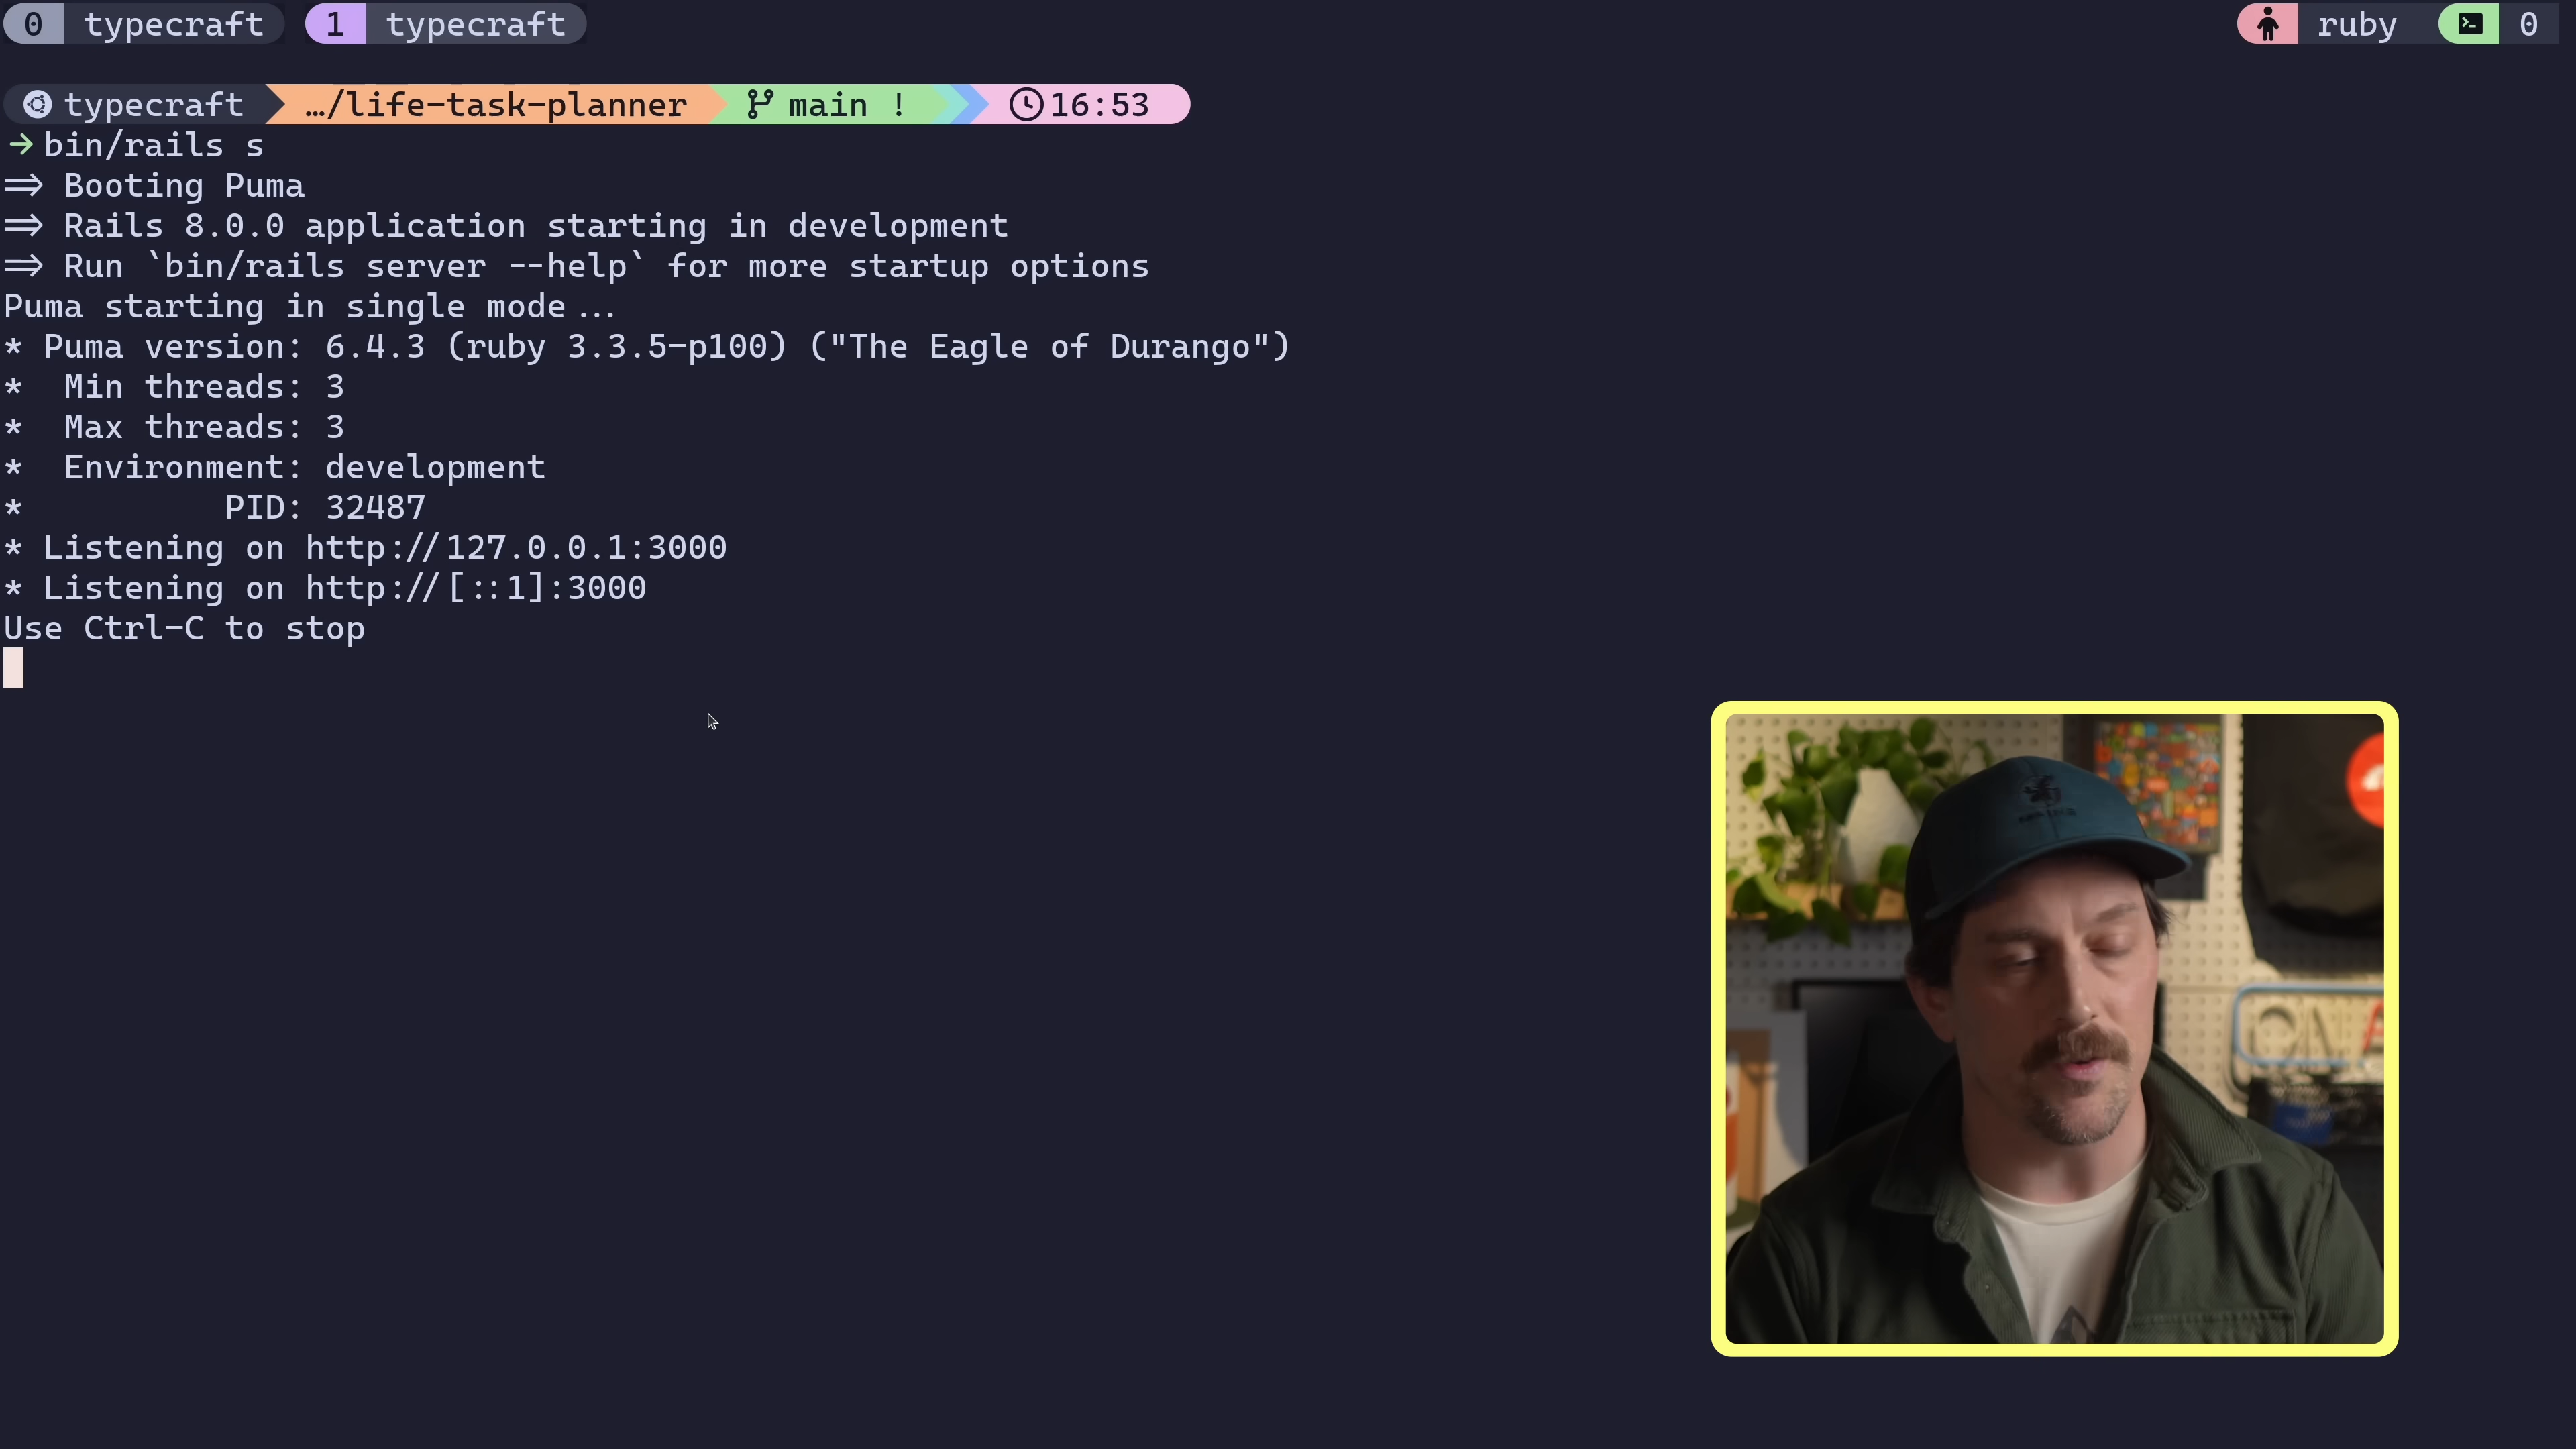 0 typecraft 1 typecraft ruby 0
typecraft …/life-task-planner main ! 16:53
→ bin/rails s
=> Booting Puma
=> Rails 8.0.0 application starting in development
=> Run `bin/rails server --help` for more startup options
Puma starting in single mode...
* Puma version: 6.4.3 (ruby 3.3.5-p100) ("The Eagle of Durango")
*  Min threads: 3
*  Max threads: 3
*  Environment: development
*          PID: 32487
* Listening on http://127.0.0.1:3000
* Listening on http://[::1]:3000
Use Ctrl-C to stop
ON A